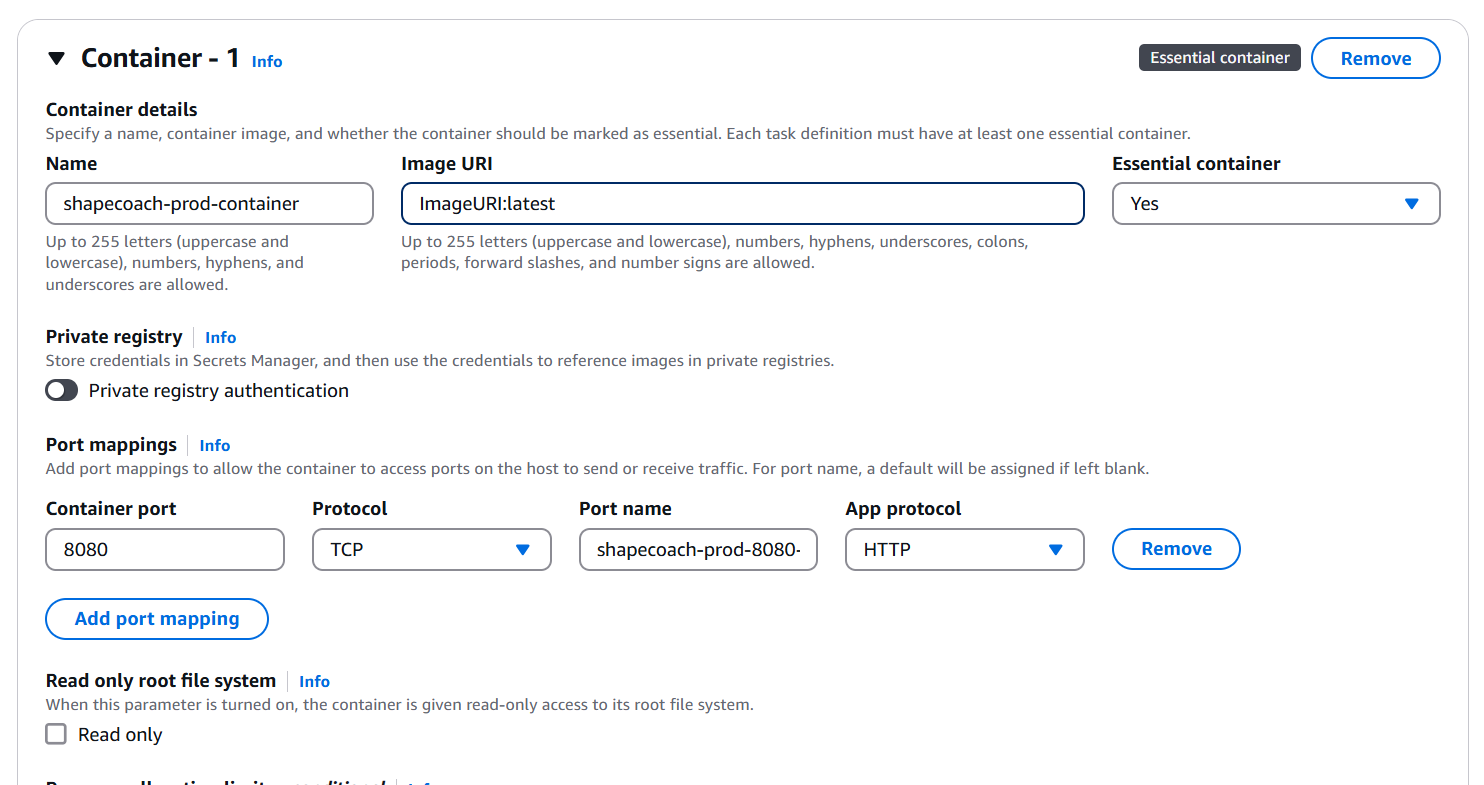 Container - 1 Info Essential container Remove
Container details
Specify a name, container image, and whether the container should be marked as essential. Each task definition must have at least one essential container.
Name Image URI Essential container
shapecoach-prod-container ImageURI:latest Yes
Up to 255 letters (uppercase and
lowercase), numbers, hyphens, and
underscores are allowed.
Up to 255 letters (uppercase and lowercase), numbers, hyphens, underscores, colons,
periods, forward slashes, and number signs are allowed.
Private registry Info
Store credentials in Secrets Manager, and then use the credentials to reference images in private registries.
Private registry authentication
Port mappings Info
Add port mappings to allow the container to access ports on the host to send or receive traffic. For port name, a default will be assigned if left blank.
Container port Protocol Port name App protocol
8080 TCP shapecoach-prod-8080- HTTP Remove
Add port mapping
Read only root file system Info
When this parameter is turned on, the container is given read-only access to its root file system.
Read only